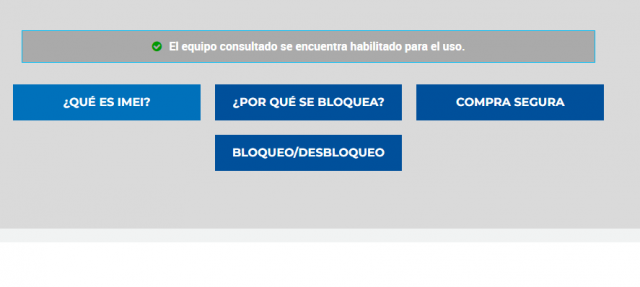 El equipo consultado se encuentra habilitado para el uso.
¿QUÉ ES IMEI?
¿POR QUÉ SE BLOQUEA?
COMPRA SEGURA
BLOQUEO/DESBLOQUEO